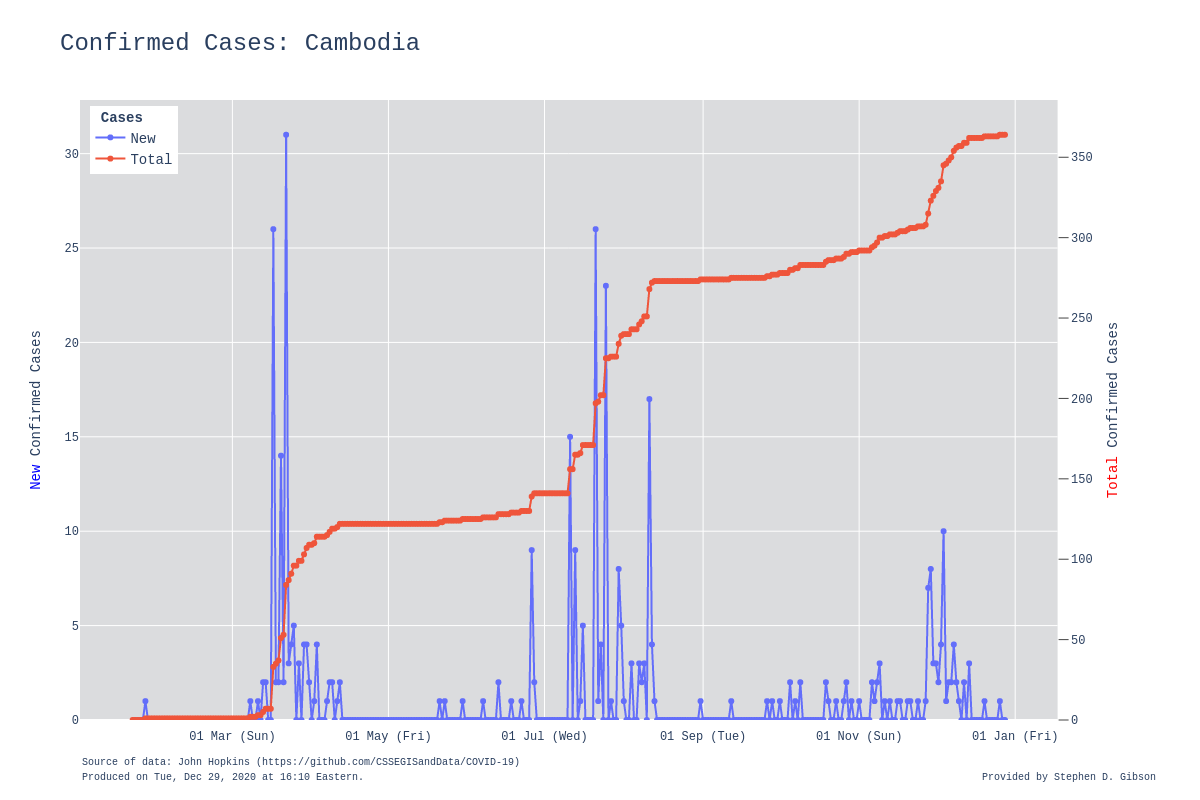 Confirmed Cases: Cambodia
Cases
New
Total
30
25
20
15
10
5
0
350
300
250
200
150
100
50
0
New Confirmed Cases
Total Confirmed Cases
01 Mar (Sun) 01 May (Fri) 01 Jul (Wed) 01 Sep (Tue) 01 Nov (Sun) 01 Jan (Fri)
Source of data: John Hopkins (https://github.com/CSSEGISandData/COVID-19)
Produced on Tue, Dec 29, 2020 at 16:10 Eastern.
Provided by Stephen D. Gibson